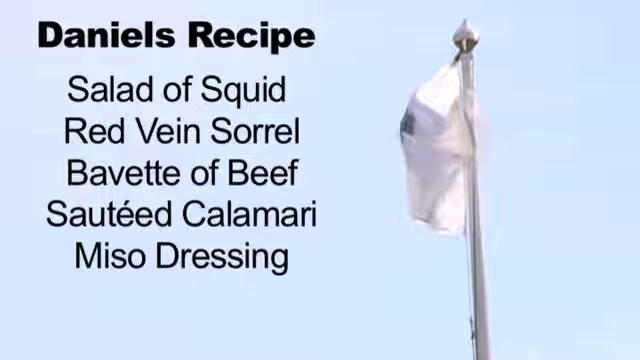 Daniels Recipe
Salad of Squid
Red Vein Sorrel
Bavette of Beef
Sautéed Calamari
Miso Dressing